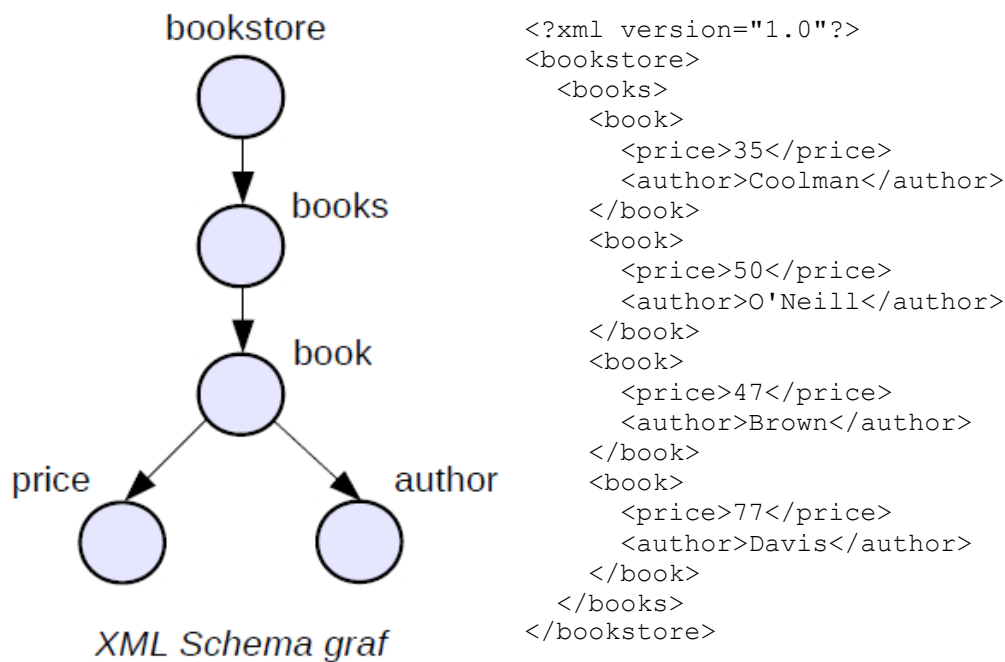 bookstore
books
book
price
author
XML Schema graf
<?xml version="1.0"?>
<bookstore>
  <books>
    <book>
      <price>35</price>
      <author>Coolman</author>
    </book>
    <book>
      <price>50</price>
      <author>O'Neill</author>
    </book>
    <book>
      <price>47</price>
      <author>Brown</author>
    </book>
    <book>
      <price>77</price>
      <author>Davis</author>
    </book>
  </books>
</bookstore>